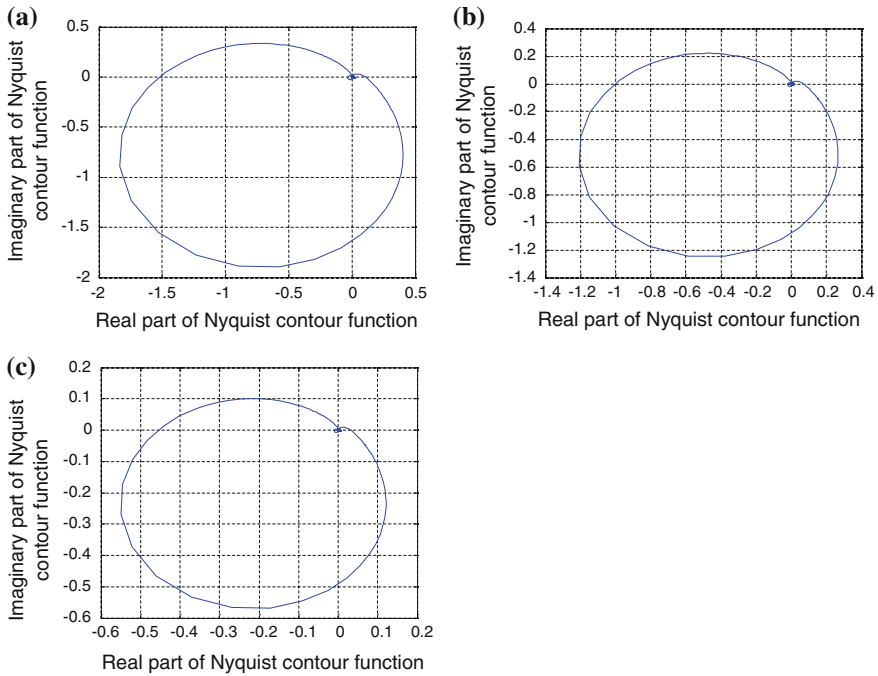 (a)
Imaginary part of Nyquist
contour function
0.5
0
-0.5
-1
-1.5
-2
-2 -1.5 -1 -0.5 0 0.5
Real part of Nyquist contour function
(b)
Imaginary part of Nyquist
contour function
0.4
0.2
0
-0.2
-0.4
-0.6
-0.8
-1
-1.2
-1.4
-1.4 -1.2 -1 -0.8 -0.6 -0.4 -0.2 0 0.2 0.4
Real part of Nyquist contour function
(c)
Imaginary part of Nyquist
contour function
0.2
0.1
0
-0.1
-0.2
-0.3
-0.4
-0.5
-0.6
-0.6 -0.5 -0.4 -0.3 -0.2 -0.1 0 0.1 0.2
Real part of Nyquist contour function